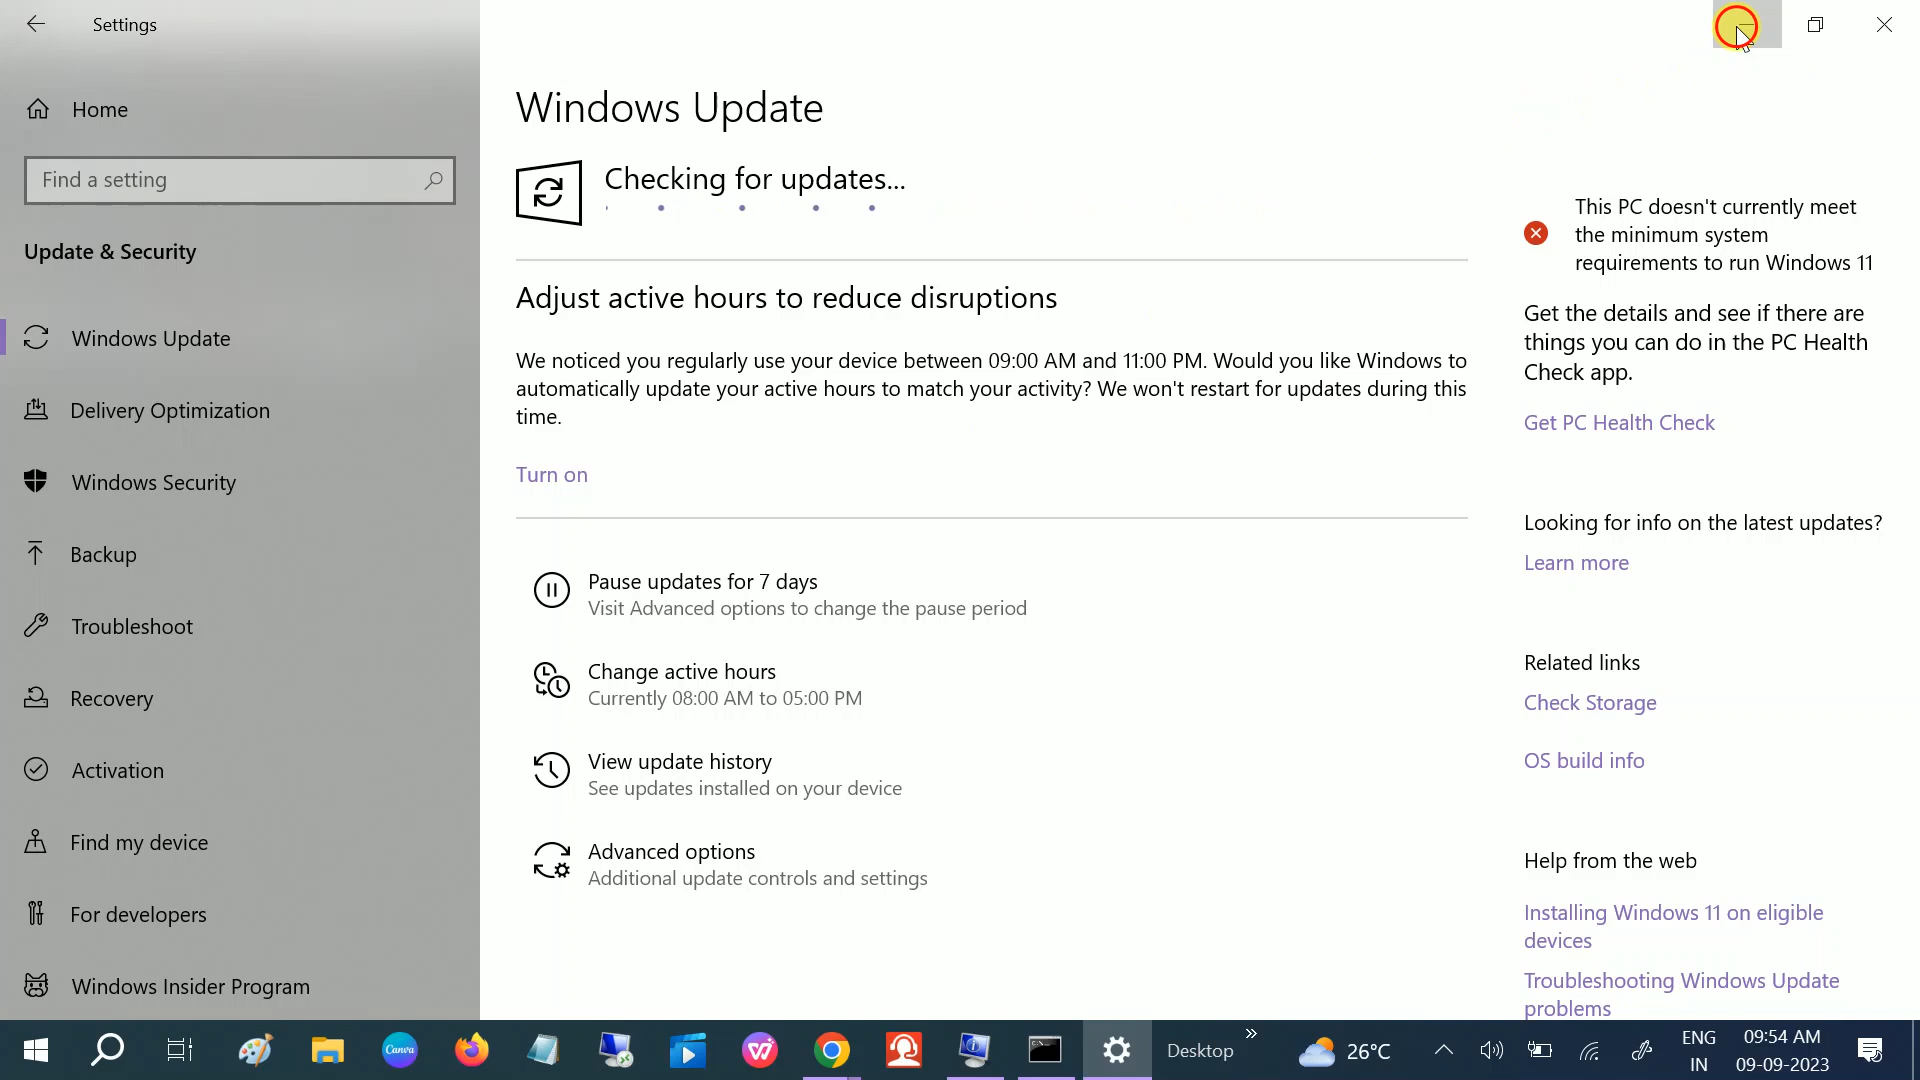 Settings
Home
Find a setting
Update & Security
Windows Update
Delivery Optimization
Windows Security
Backup
Troubleshoot
Recovery
Activation
Find my device
For developers
Windows Insider Program
Windows Update
Checking for updates...
Adjust active hours to reduce disruptions
We noticed you regularly use your device between 09:00 AM and 11:00 PM. Would you like Windows to
automatically update your active hours to match your activity? We won't restart for updates during this
time.
Turn on
Pause updates for 7 days
Visit Advanced options to change the pause period
Change active hours
Currently 08:00 AM to 05:00 PM
View update history
See updates installed on your device
Advanced options
Additional update controls and settings
This PC doesn't currently meet
the minimum system
requirements to run Windows 11
Get the details and see if there are
things you can do in the PC Health
Check app.
Get PC Health Check
Looking for info on the latest updates?
Learn more
Related links
Check Storage
OS build info
Help from the web
Installing Windows 11 on eligible
devices
Troubleshooting Windows Update
problems
Canva
Desktop
26°C
ENG
IN
09:54 AM
09-09-2023